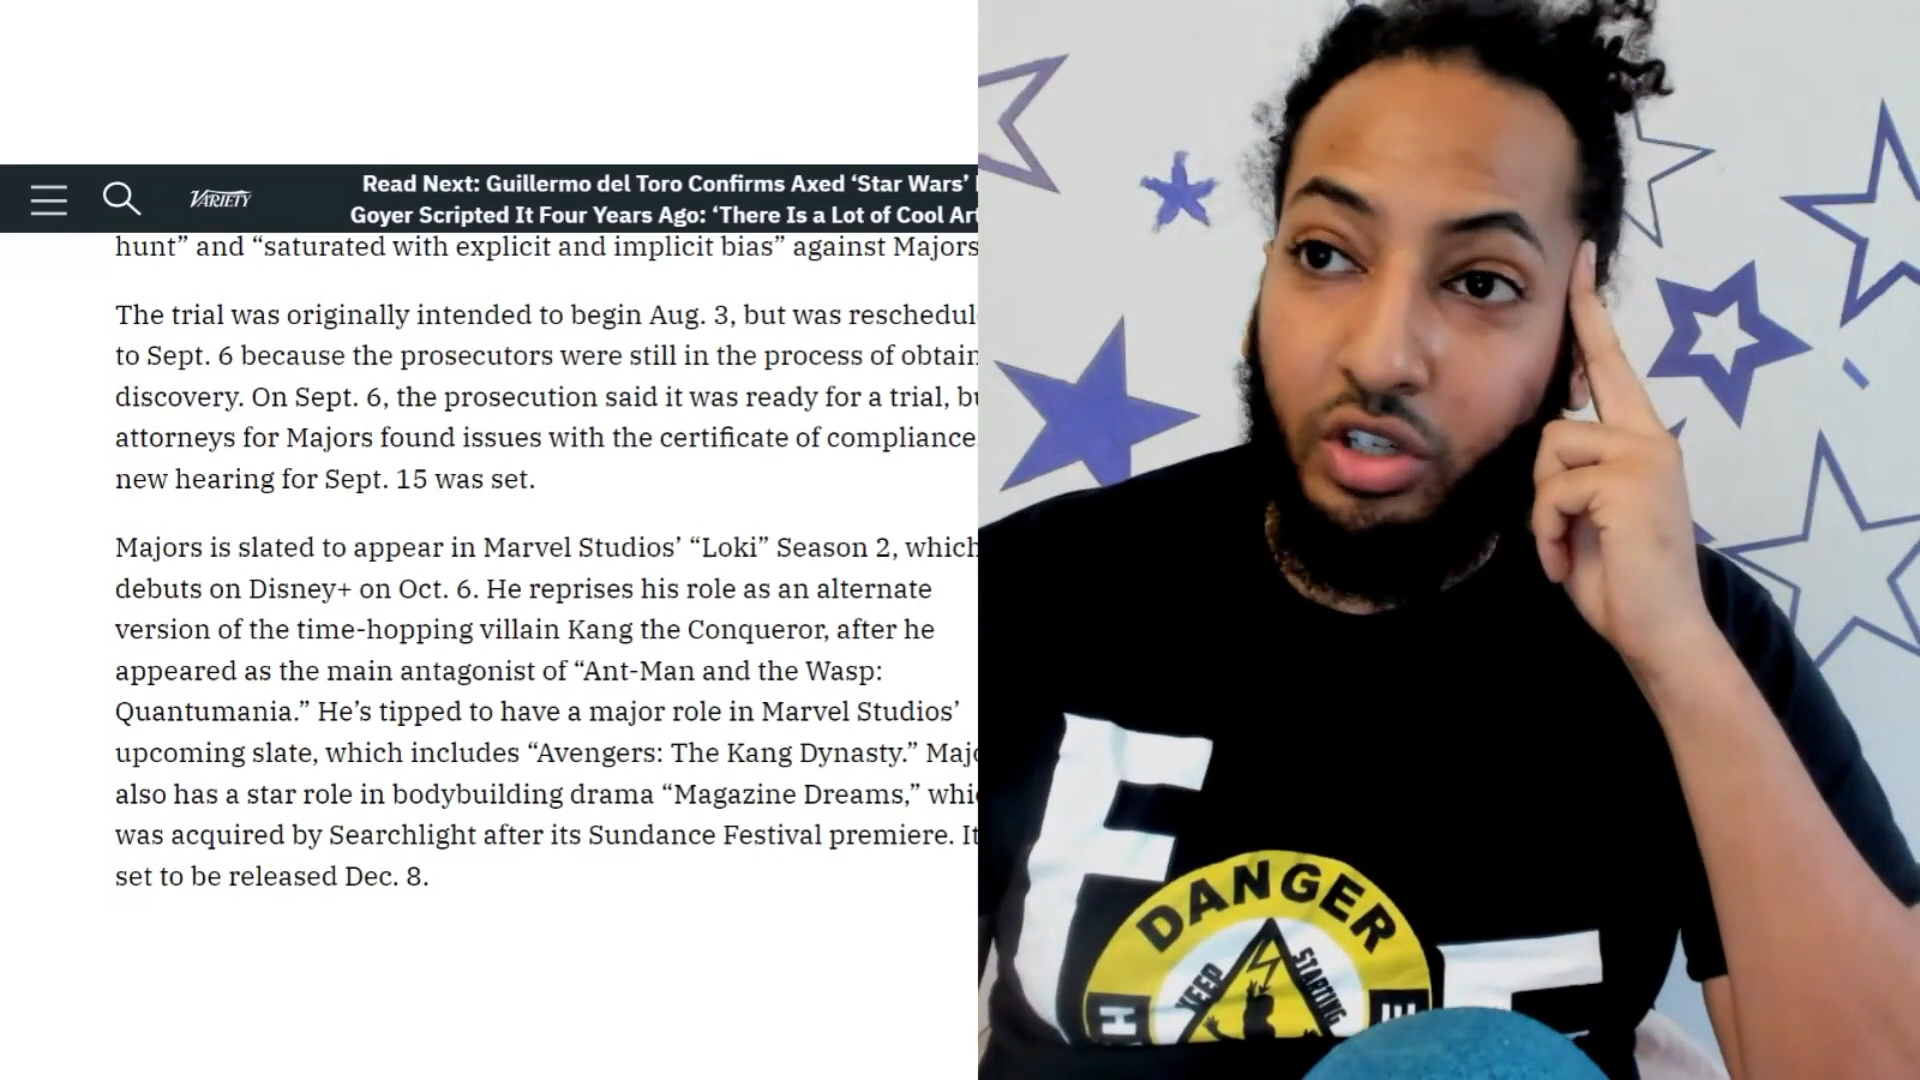 Read Next: Guillermo del Toro Confirms Axed ‘Star Wars’
VARIETY
Goyer Scripted It Four Years Ago: ‘There Is a Lot of Cool Art
hunt” and “saturated with explicit and implicit bias” against Majors
The trial was originally intended to begin Aug. 3, but was reschedul
to Sept. 6 because the prosecutors were still in the process of obtain
discovery. On Sept. 6, the prosecution said it was ready for a trial, bu
attorneys for Majors found issues with the certificate of compliance.
new hearing for Sept. 15 was set.
Majors is slated to appear in Marvel Studios’ “Loki” Season 2, which
debuts on Disney+ on Oct. 6. He reprises his role as an alternate
version of the time-hopping villain Kang the Conqueror, after he
appeared as the main antagonist of “Ant-Man and the Wasp:
Quantumania.” He’s tipped to have a major role in Marvel Studios’
upcoming slate, which includes “Avengers: The Kang Dynasty.” Majo
also has a star role in bodybuilding drama “Magazine Dreams,” whi
was acquired by Searchlight after its Sundance Festival premiere. It
set to be released Dec. 8.
E
DANGER
KEEP
STARTING